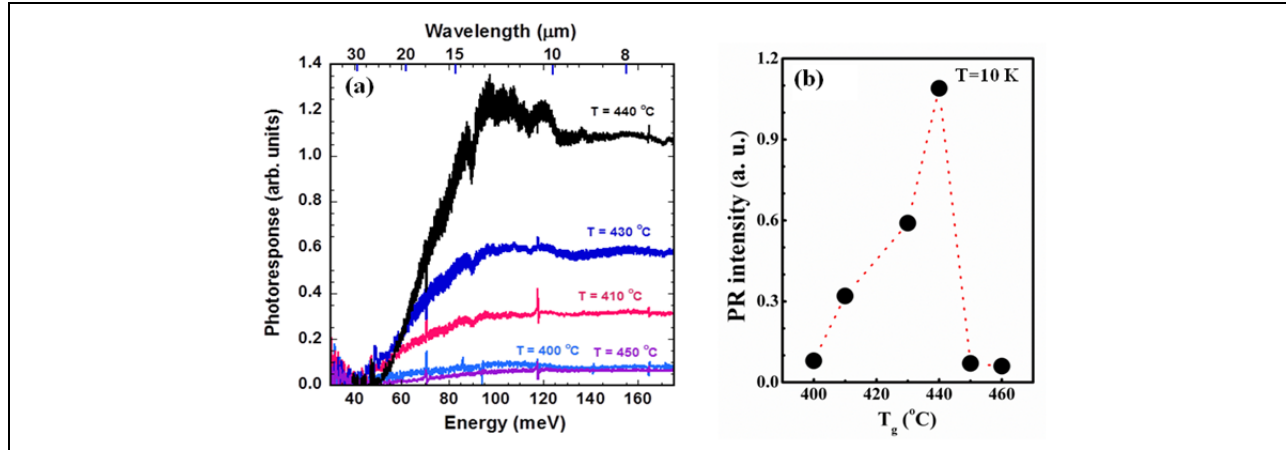 Wavelength (μm)
30 20 15 10 8
(a)
1.4
1.2
1.0
0.8
0.6
0.4
0.2
0.0
Photoresponse (arb. units)
T = 440 °C
T = 430 °C
T = 410 °C
T = 400 °C
T = 450°C
40 60 80 100 120 140 160
Energy (meV)
(b)
T=10 K
1.2
0.9
0.6
0.3
0.0
PR intensity (a. u.)
400 420 440 460
Tg (°C)